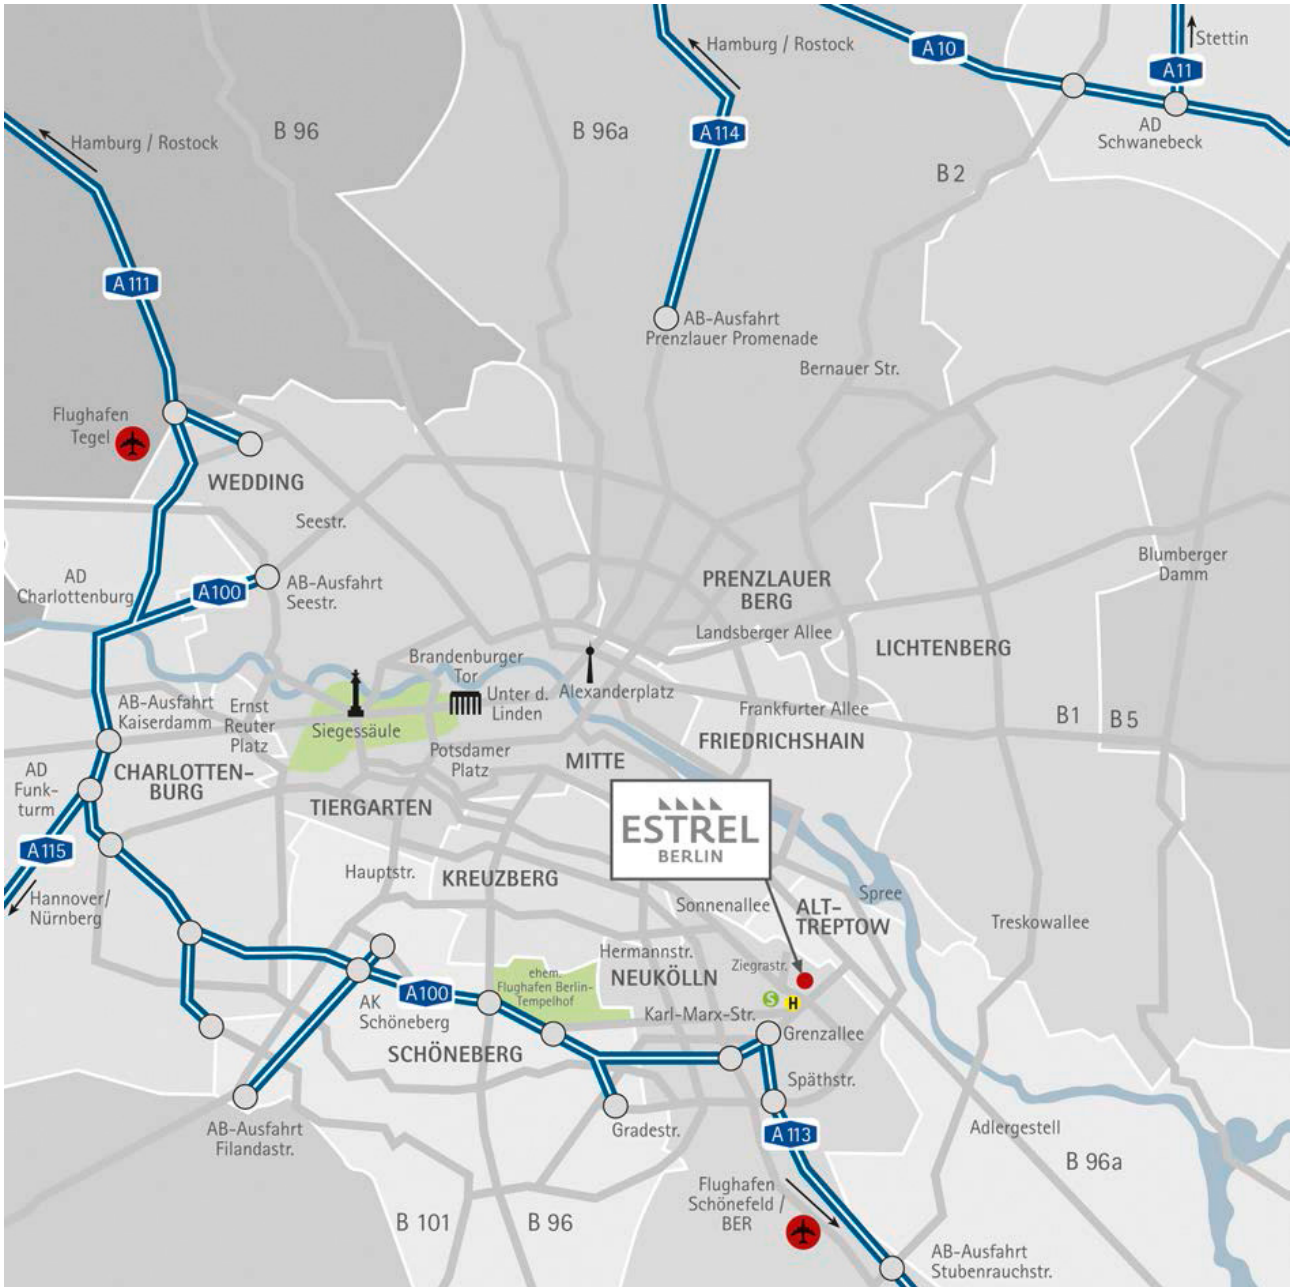 Hamburg / Rostock
A 10
Stettin
A 11
B 96
B 96a
A 114
AD
Schwanebeck
Hamburg / Rostock
B 2
A 111
AB-Ausfahrt
Prenzlauer Promenade
Bernauer Str.
Flughafen
Tegel
WEDDING
Seestr.
Blumberger
Damm
AD
Charlottenburg
A 100
AB-Ausfahrt
Seestr.
PRENZLAUER
BERG
Landsberger Allee
LICHTENBERG
Brandenburger
Tor
Unter d.
Linden
Alexanderplatz
AB-Ausfahrt
Kaiserdamm
Ernst
Reuter
Platz
Siegessäule
Frankfurter Allee
B 1
B 5
FRIEDRICHSHAIN
Potsdamer
Platz
MITTE
AD
Funk-
turm
CHARLOTTEN-
BURG
TIERGARTEN
ESTREL
BERLIN
A 115
Hauptstr.
KREUZBERG
Hannover/
Nürnberg
Sonnenallee
ALT-
TREPTOW
Spree
Treskowallee
Hermannstr.
NEUKÖLLN
Ziegrastr.
ehem.
Flughafen Berlin-
Tempelhof
A 100
S
H
AK
Schöneberg
Karl-Marx-Str.
Grenzallee
SCHÖNEBERG
Späthstr.
AB-Ausfahrt
Filandastr.
Gradestr.
A 113
Adlergestell
B 96a
Flughafen
Schönefeld /
BER
B 101
B 96
AB-Ausfahrt
Stubenrauchstr.